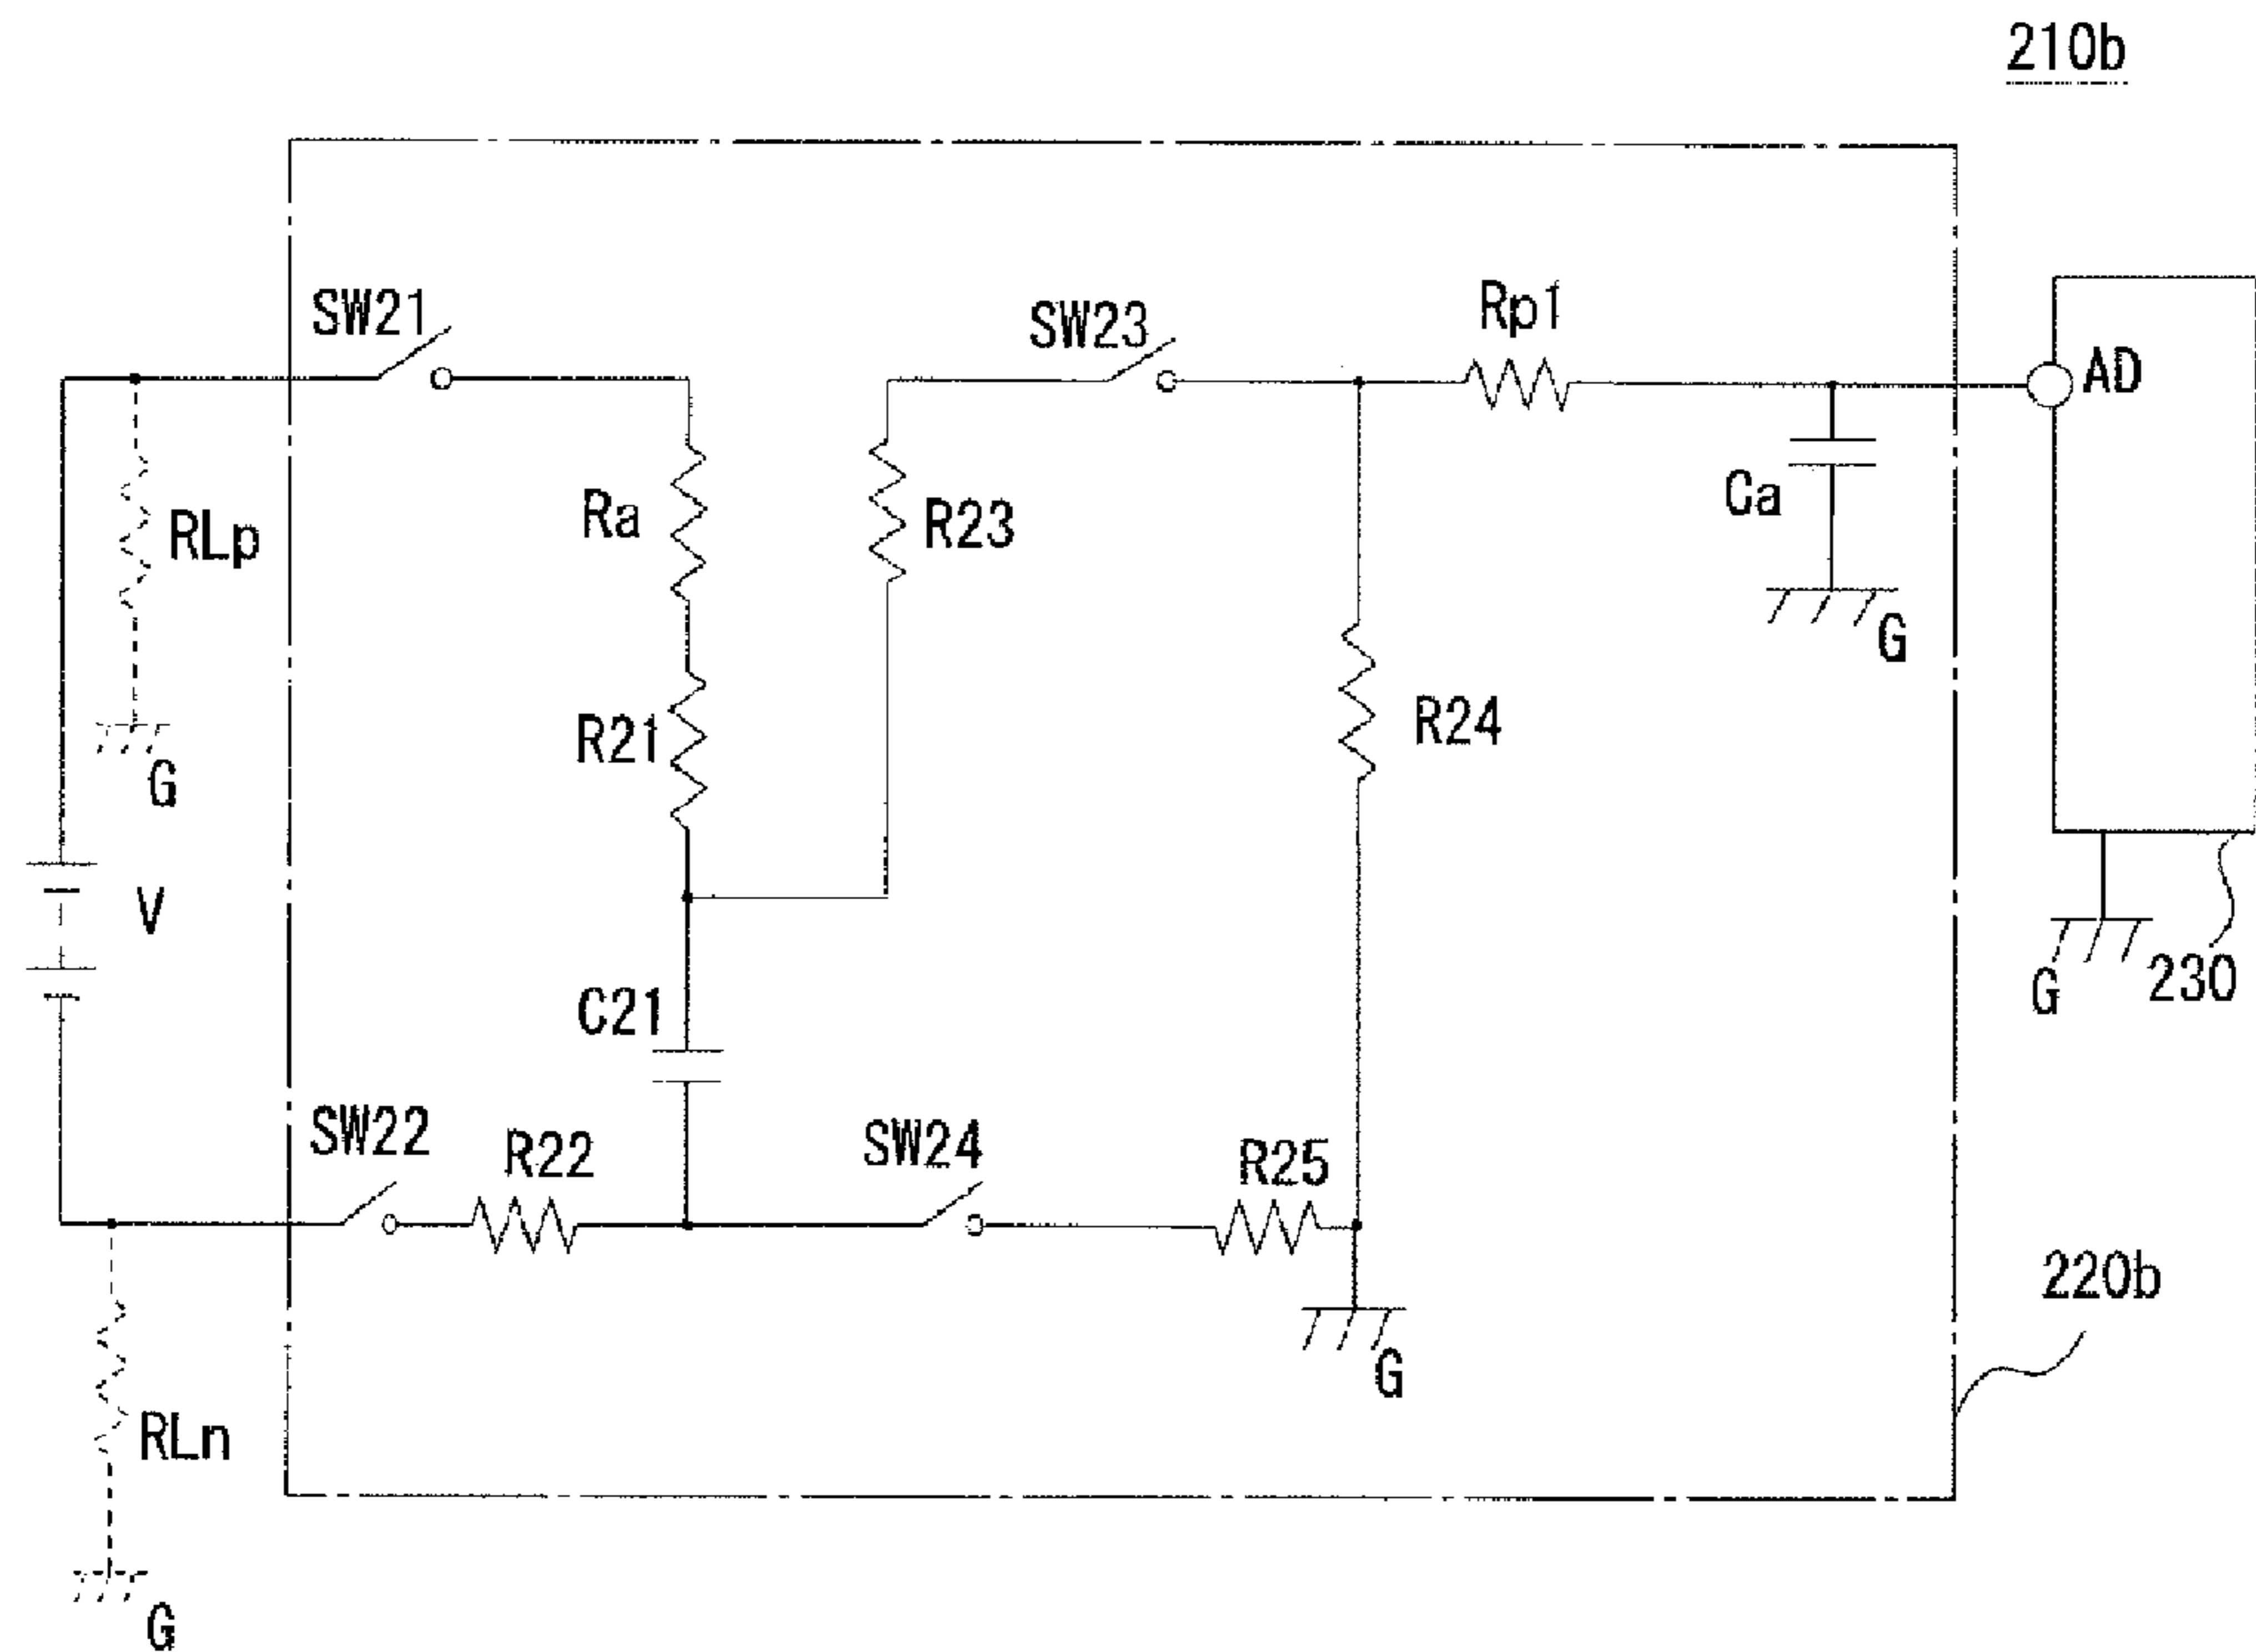 210b
SW21
SW23
Rp1
AD
RLp
Ra
R23
Ca
G
R21
R24
G
V
G
230
C21
SW22
R22
SW24
R25
220b
G
RLn
G